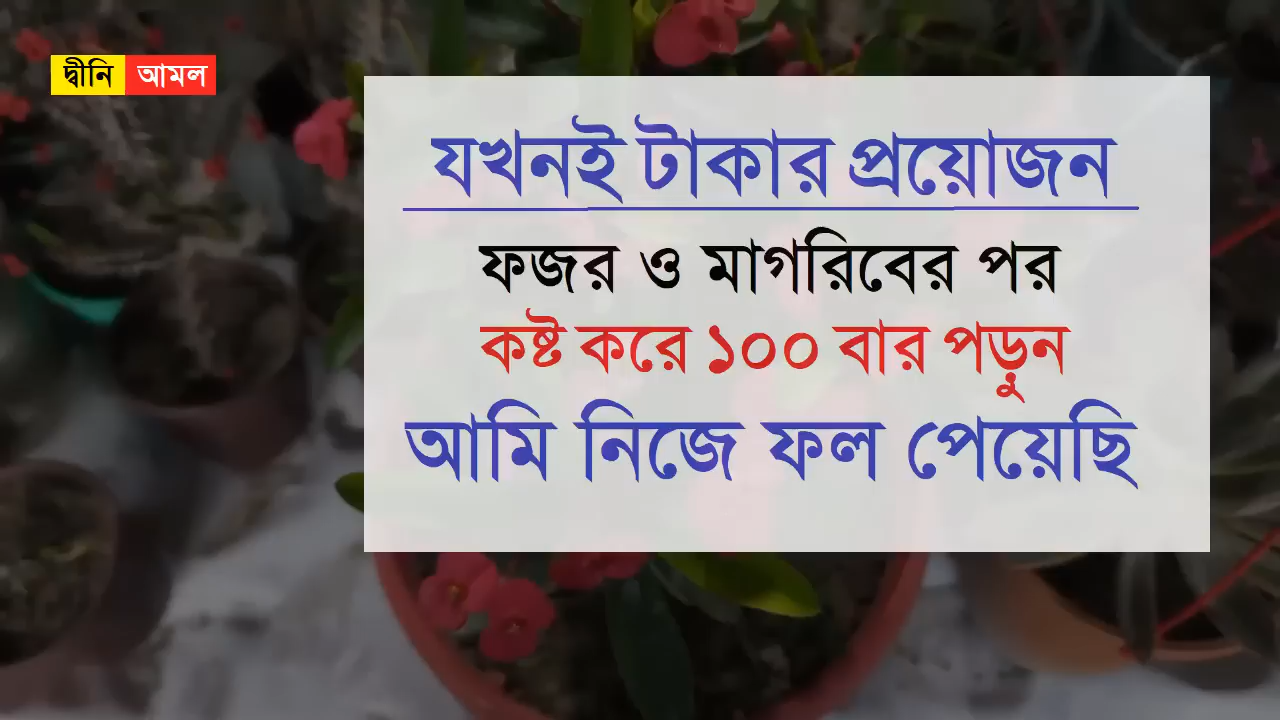 দ্বীনি আমল
যখনই টাকার প্রয়োজন
ফজর ও মাগরিবের পর
কষ্ট করে ১০০ বার পড়ুন
আমি নিজে ফল পেয়েছি